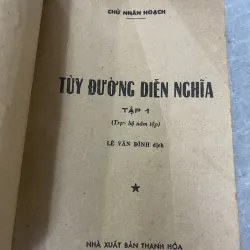 CHỬ NHÂN HOẠCH
TÙY ĐƯỜNG DIỄN NGHĨA
TẬP 1
(Trọn bộ năm tập)
LÊ VĂN ĐÌNH dịch
NHÀ XUẤT BẢN THANH HÓA